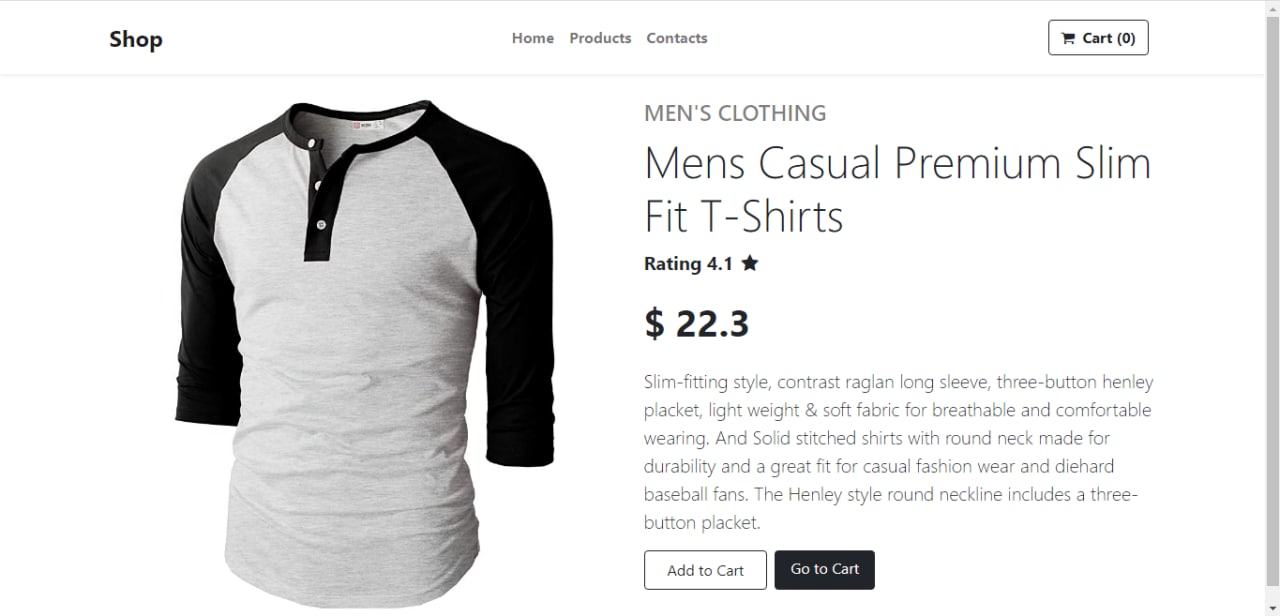 Shop
Home Products Contacts
Cart (0)
MEN'S CLOTHING
Mens Casual Premium Slim
Fit T-Shirts
Rating 4.1
$ 22.3
Slim-fitting style, contrast raglan long sleeve, three-button henley
placket, light weight & soft fabric for breathable and comfortable
wearing. And Solid stitched shirts with round neck made for
durability and a great fit for casual fashion wear and diehard
baseball fans. The Henley style round neckline includes a three-
button placket.
Add to Cart
Go to Cart